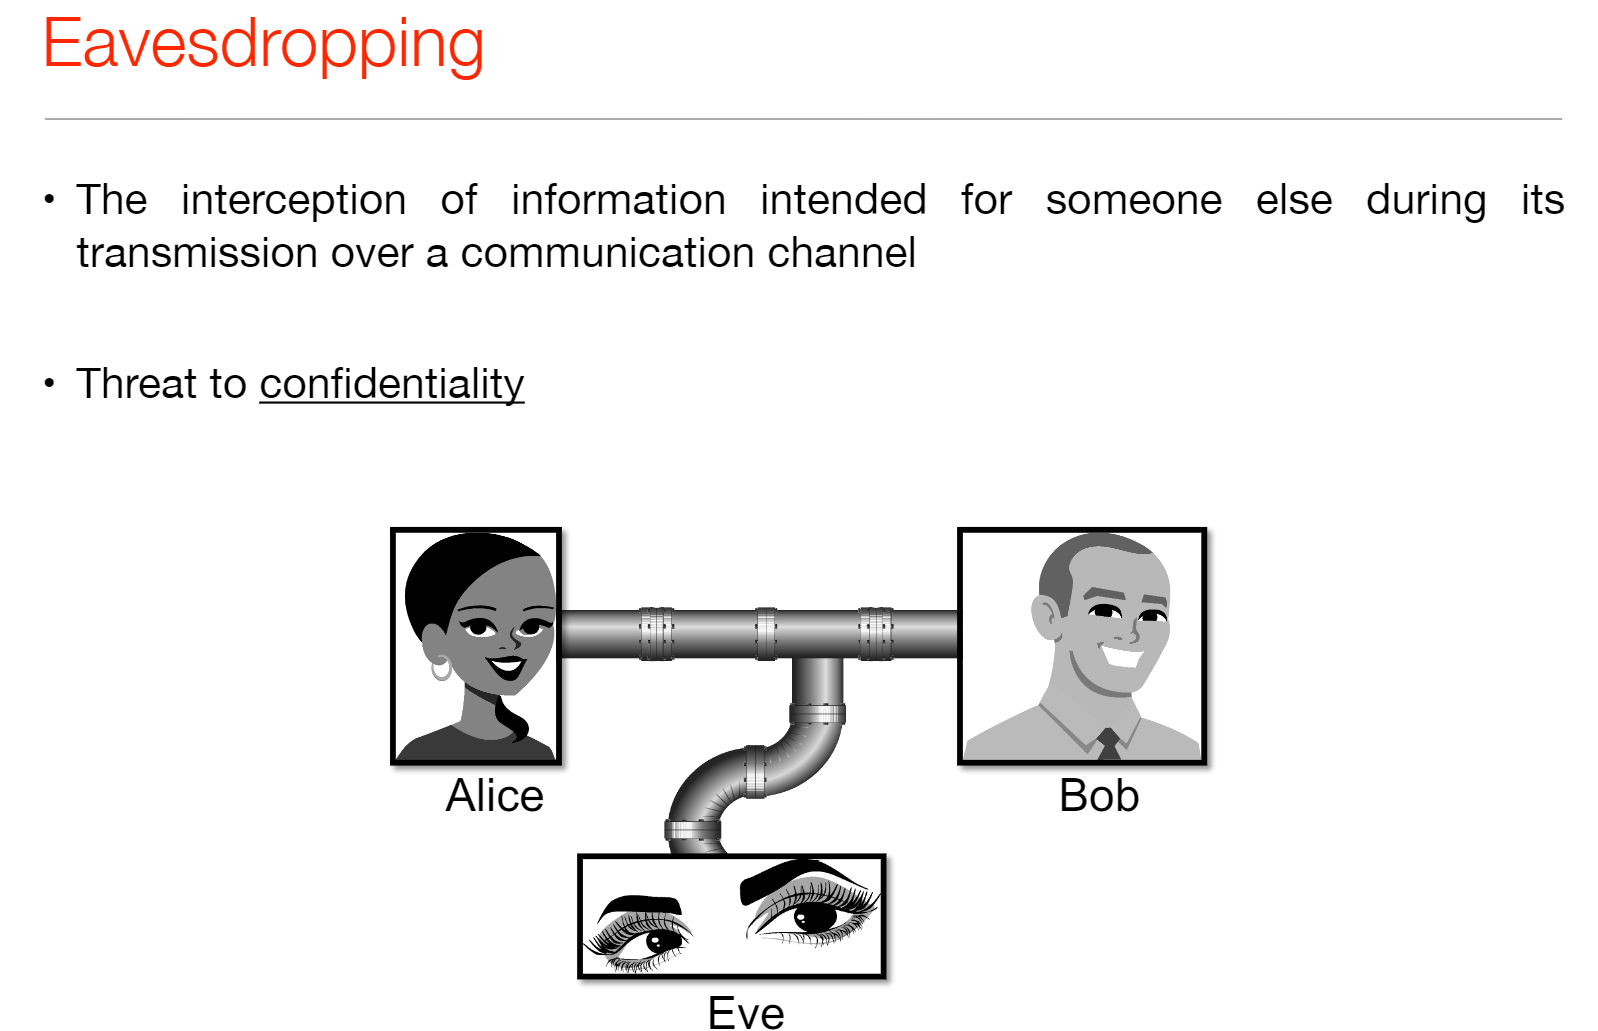 Eavesdropping
• The interception of information intended for someone else during its
transmission over a communication channel
• Threat to confidentiality
Alice
Bob
Eve